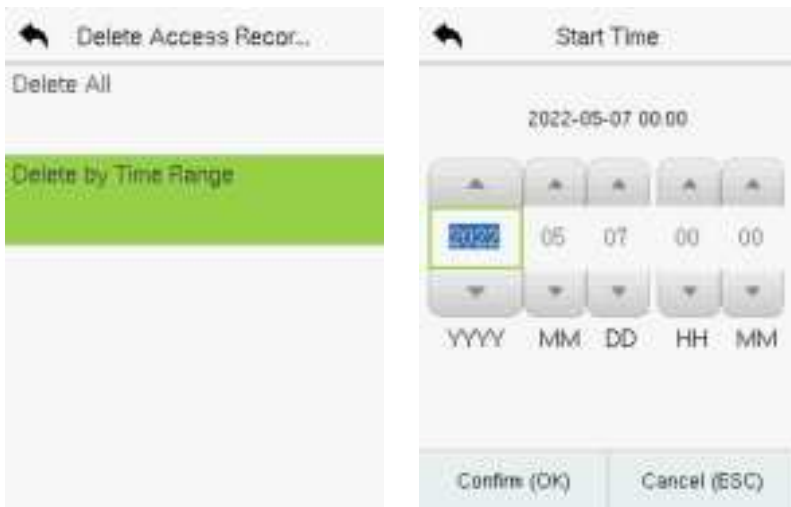 Delete Access Recor...
Delete All
Delete by Time Range
Start Time
2022-05-07 00:00
2022 05 07 00 00
YYYY MM DD HH MM
Confirm (OK) Cancel (ESC)